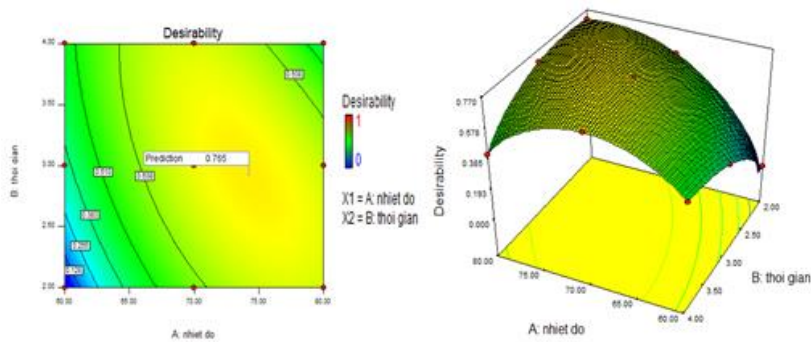 Desirability
4.00
3.50
3.00
2.50
2.00
B: thoi gian
60.00
65.00
70.00
75.00
80.00
A: nhiet do
Prediction 0.765
Desirability
1
0
X1 = A: nhiet do
X2 = B: thoi gian
0.770
0.578
0.385
0.193
0.000
Desirability
80.00
75.00
70.00
65.00
60.00
A: nhiet do
2.00
2.50
3.00
3.50
4.00
B: thoi gian